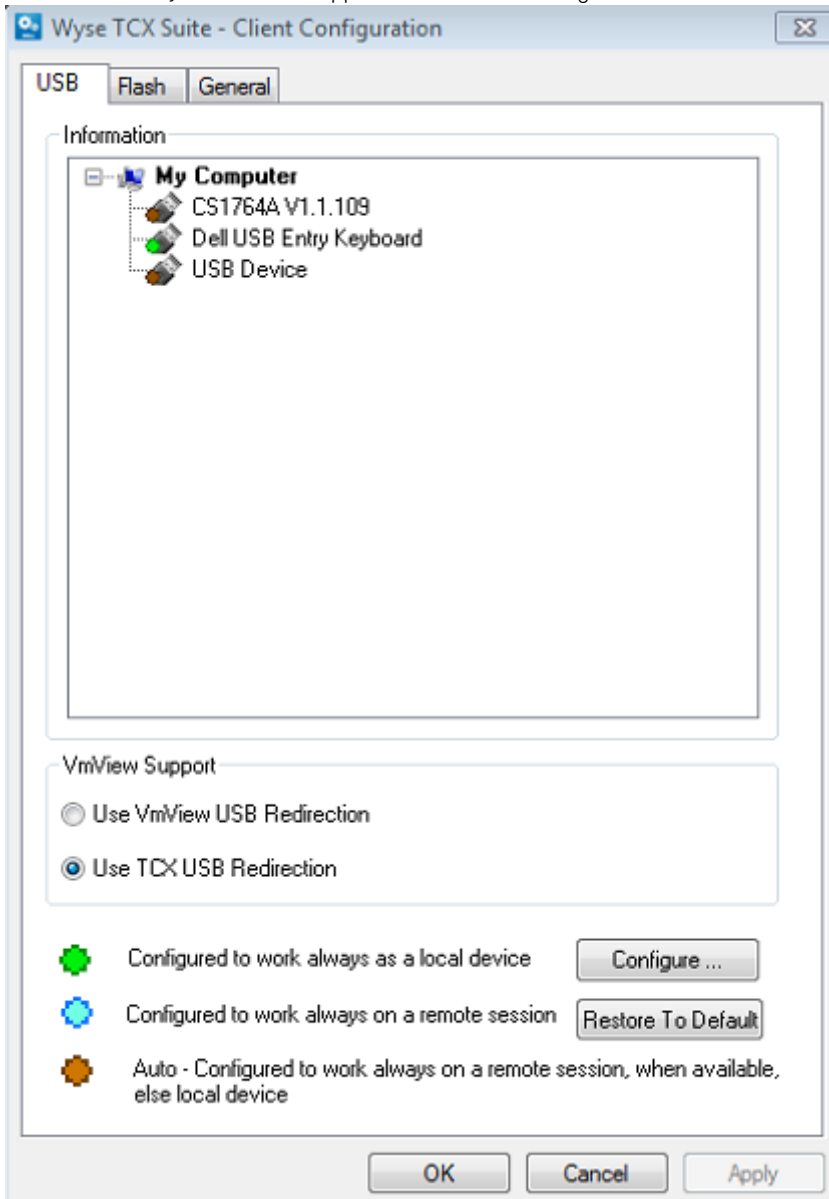 Wyse TCX Suite - Client Configuration
USB Flash General
Information
My Computer
CS1764A V1.1.109
Dell USB Entry Keyboard
USB Device
VmView Support
Use VmView USB Redirection
Use TCX USB Redirection
Configured to work always as a local device Configure ...
Configured to work always on a remote session Restore To Default
Auto - Configured to work always on a remote session, when available,
else local device
OK Cancel Apply